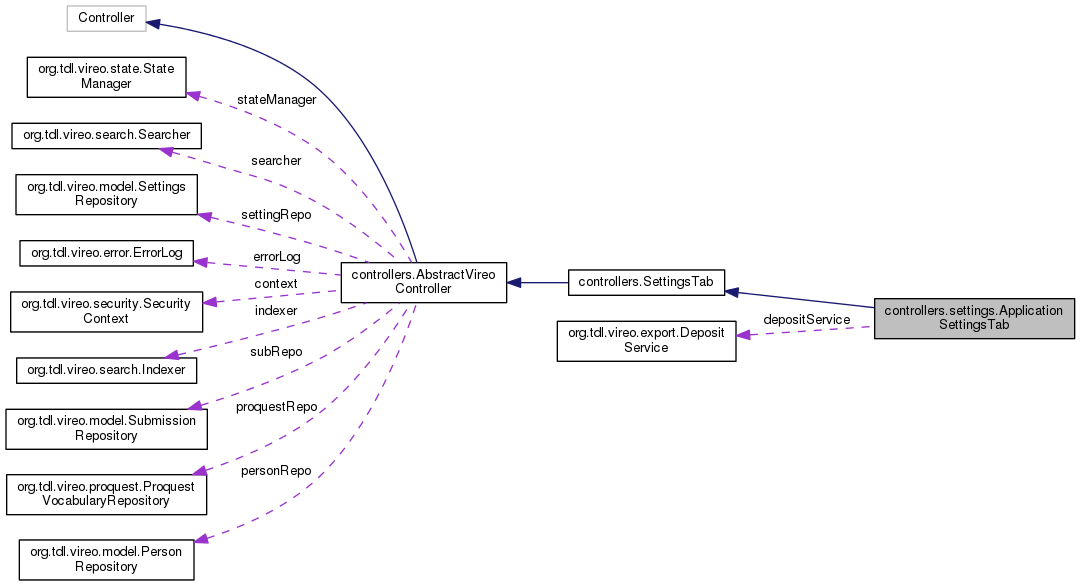 Controller
org.tdl.vireo.state.State
Manager
stateManager
org.tdl.vireo.search.Searcher
searcher
org.tdl.vireo.model.Settings
Repository
settingRepo
org.tdl.vireo.error.ErrorLog
errorLog
org.tdl.vireo.security.Security
Context
context
indexer
org.tdl.vireo.search.Indexer
subRepo
org.tdl.vireo.model.Submission
Repository
proquestRepo
org.tdl.vireo.proquest.Proquest
VocabularyRepository
personRepo
org.tdl.vireo.model.Person
Repository
controllers.AbstractVireo
Controller
controllers.SettingsTab
org.tdl.vireo.export.Deposit
Service
depositService
controllers.settings.Application
SettingsTab